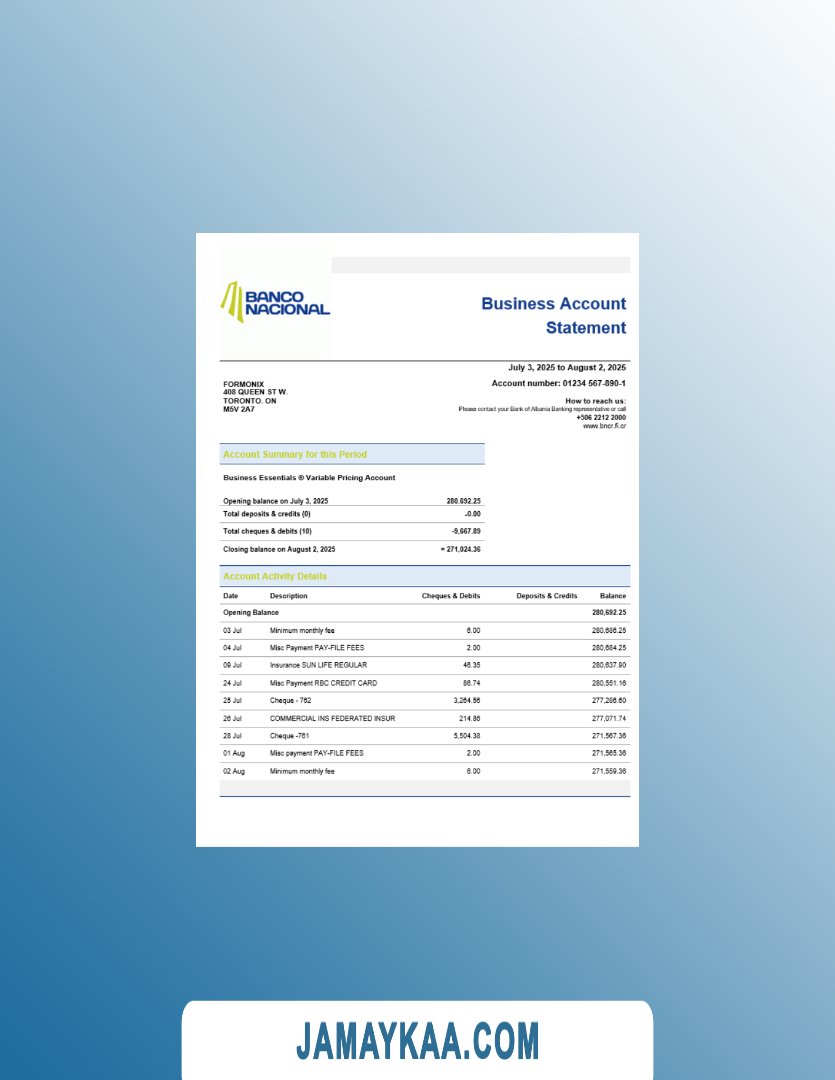 BANCO
NACIONAL
Business Account
Statement
July 3, 2025 to August 2, 2025
FORMONIX
408 QUEEN ST W.
TORONTO. ON
M5V 2A7
Account number: 01234 567-890-1
How to reach us:
Please contact your Bank of Albania Banking representative or call
+506 2212 2000
www.bncr.fi.cr
Account Summary for this Period
Business Essentials ® Variable Pricing Account
Opening balance on July 3, 2025 280.692.25
Total deposits & credits (0) -0.00
Total cheques & debits (10) -9,667.89
Closing balance on August 2, 2025 = 271,024.36
Account Activity Details
Date Description Cheques & Debits Deposits & Credits Balance
Opening Balance 280,692.25
03 Jul Minimum monthly fee 6.00 280,686.25
04 Jul Misc Payment PAY-FILE FEES 2.00 280,684.25
09 Jul Insurance SUN LIFE REGULAR 46.35 280,637.90
24 Jul Misc Payment RBC CREDIT CARD 86.74 280,551.16
25 Jul Cheque - 762 3,264.56 277,286.60
26 Jul COMMERCIAL INS FEDERATED INSUR 214.86 277,071.74
28 Jul Cheque -761 5,504.38 271,567.36
01 Aug Misc payment PAY-FILE FEES 2.00 271,565.36
02 Aug Minimum monthly fee 6.00 271,559.36
JAMAYKAA.COM